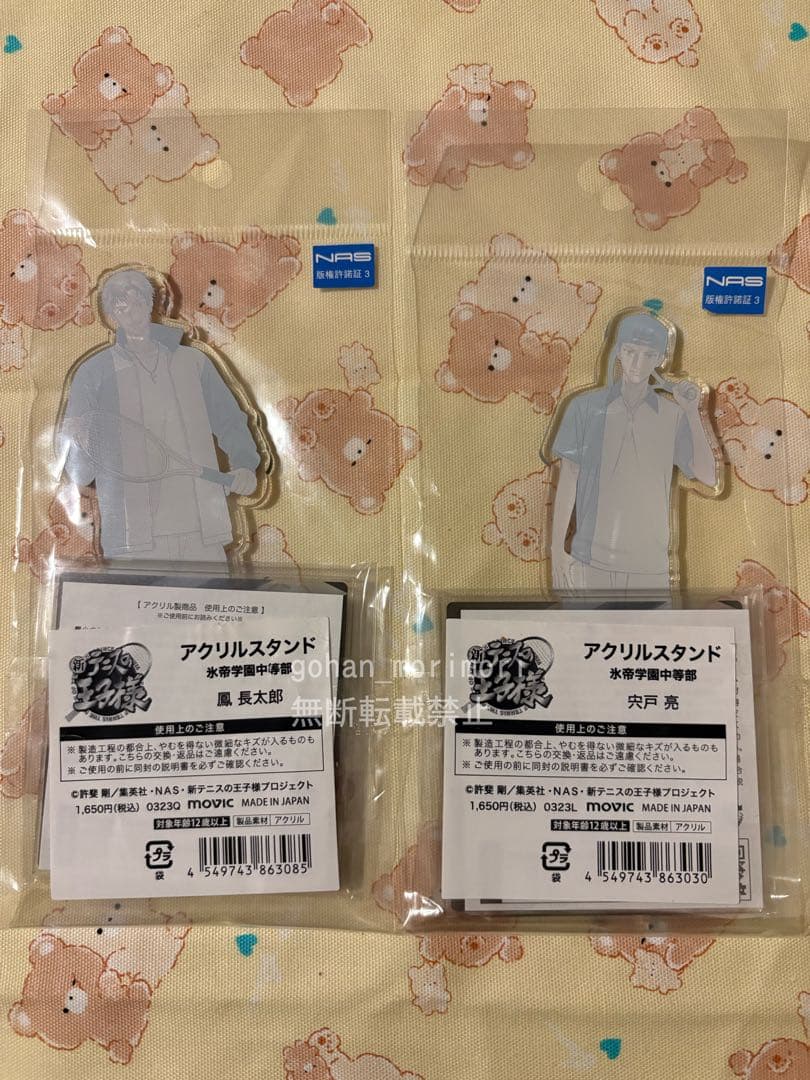 NAS
版権許諾証 3
【アクリル製商品 使用上のご注意】
※ご使用前にお読みください※
新テニスの王子様
アクリルスタンド
氷帝学園中等部
鳳 長太郎
使用上のご注意
※ 製造工程の都合上、やむを得ない微細なキズが入るものも
あります。こちらの交換・返品はご遠慮ください。
※ ご使用の前に同封の説明書を必ずご確認ください。
©許斐 剛／集英社・NAS・新テニスの王子様プロジェクト
1,650円(税込) 0323Q movic MADE IN JAPAN
対象年齢12歳以上 製品素材 アクリル
プラ
袋
4 549743 863085
NAS
版権許諾証 3
新テニスの王子様
アクリルスタンド
氷帝学園中等部
宍戸 亮
使用上のご注意
※ 製造工程の都合上、やむを得ない微細なキズが入るものも
あります。こちらの交換・返品はご遠慮ください。
※ ご使用の前に同封の説明書を必ずご確認ください。
©許斐 剛／集英社・NAS・新テニスの王子様プロジェクト
1,650円(税込) 0323L movic MADE IN JAPAN
対象年齢12歳以上 製品素材 アクリル
プラ
袋
4 549743 863030
gohan_morimori
無断転載禁止